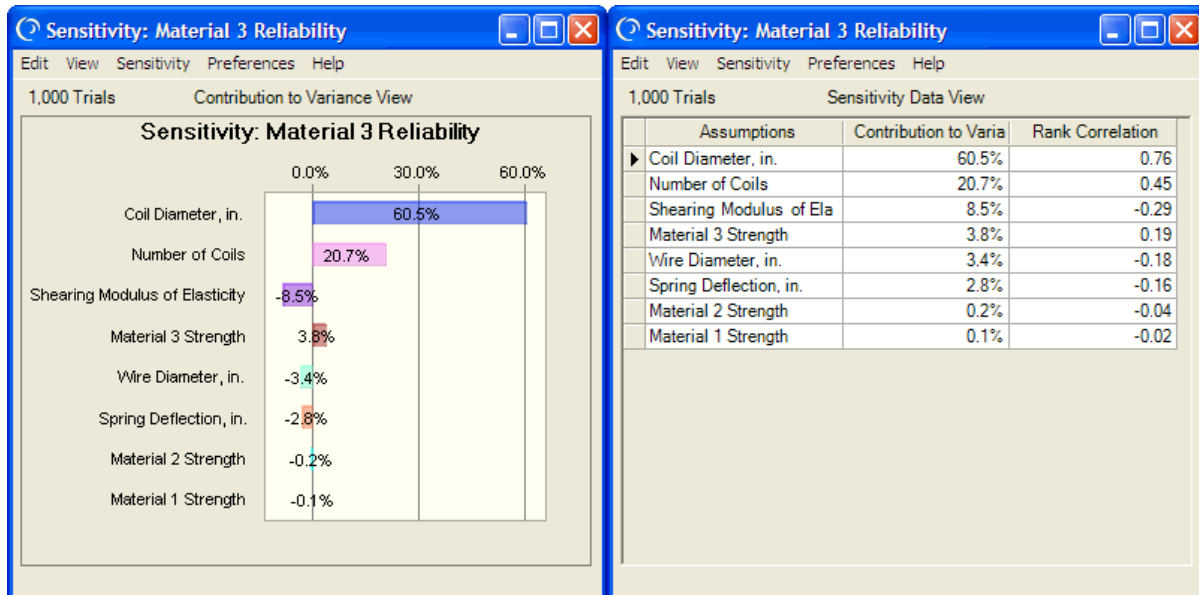 Sensitivity: Material 3 Reliability
Edit View Sensitivity Preferences Help
1,000 Trials Contribution to Variance View
Sensitivity: Material 3 Reliability
0.0% 30.0% 60.0%
Coil Diameter, in. 60.5%
Number of Coils 20.7%
Shearing Modulus of Elasticity -8.5%
Material 3 Strength 3.8%
Wire Diameter, in. -3.4%
Spring Deflection, in. -2.8%
Material 2 Strength -0.2%
Material 1 Strength -0.1%
Sensitivity: Material 3 Reliability
Edit View Sensitivity Preferences Help
1,000 Trials Sensitivity Data View
Assumptions Contribution to Varia Rank Correlation
Coil Diameter, in. 60.5% 0.76
Number of Coils 20.7% 0.45
Shearing Modulus of Ela 8.5% -0.29
Material 3 Strength 3.8% 0.19
Wire Diameter, in. 3.4% -0.18
Spring Deflection, in. 2.8% -0.16
Material 2 Strength 0.2% -0.04
Material 1 Strength 0.1% -0.02